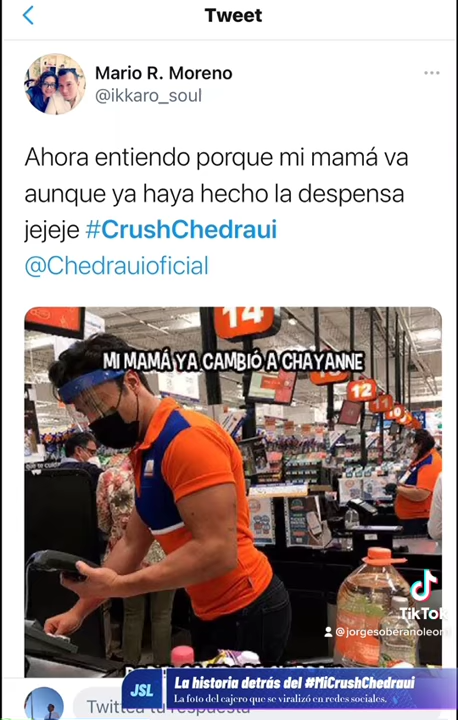 Tweet
Mario R. Moreno
@ikkaro_soul
Ahora entiendo porque mi mamá va
aunque ya haya hecho la despensa
jejeje #CrushChedraui
@Chedrauioficial
14
MI MAMÁ YA CAMBIÓ A CHAYANNE
12
TikTok
@jorgesoberanoleon
JSL
La historia detrás del #MiCrushChedraui
La foto del cajero que se viralizó en redes sociales.
Twittea tu respuesta